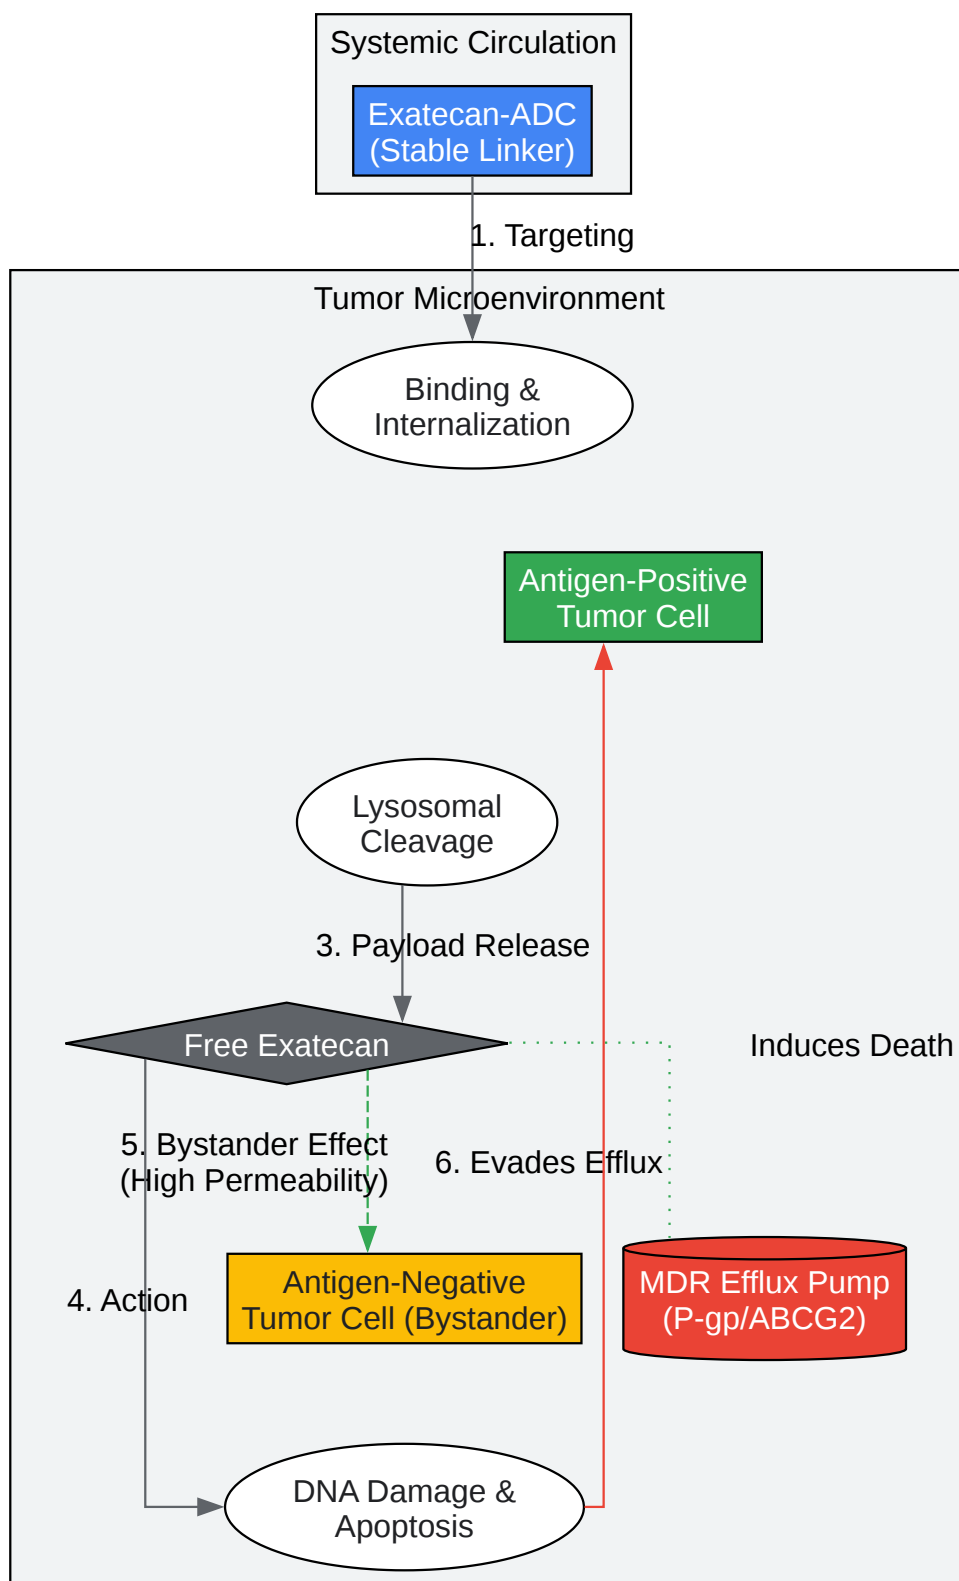 Systemic Circulation
Exatecan-ADC
(Stable Linker)
1. Targeting
Tumor Microenvironment
Binding &
Internalization
Antigen-Positive
Tumor Cell
Lysosomal
Cleavage
3. Payload Release
Free Exatecan
Induces Death
5. Bystander Effect
(High Permeability)
6. Evades Efflux
Antigen-Negative
Tumor Cell (Bystander)
MDR Efflux Pump
(P-gp/ABCG2)
4. Action
DNA Damage &
Apoptosis